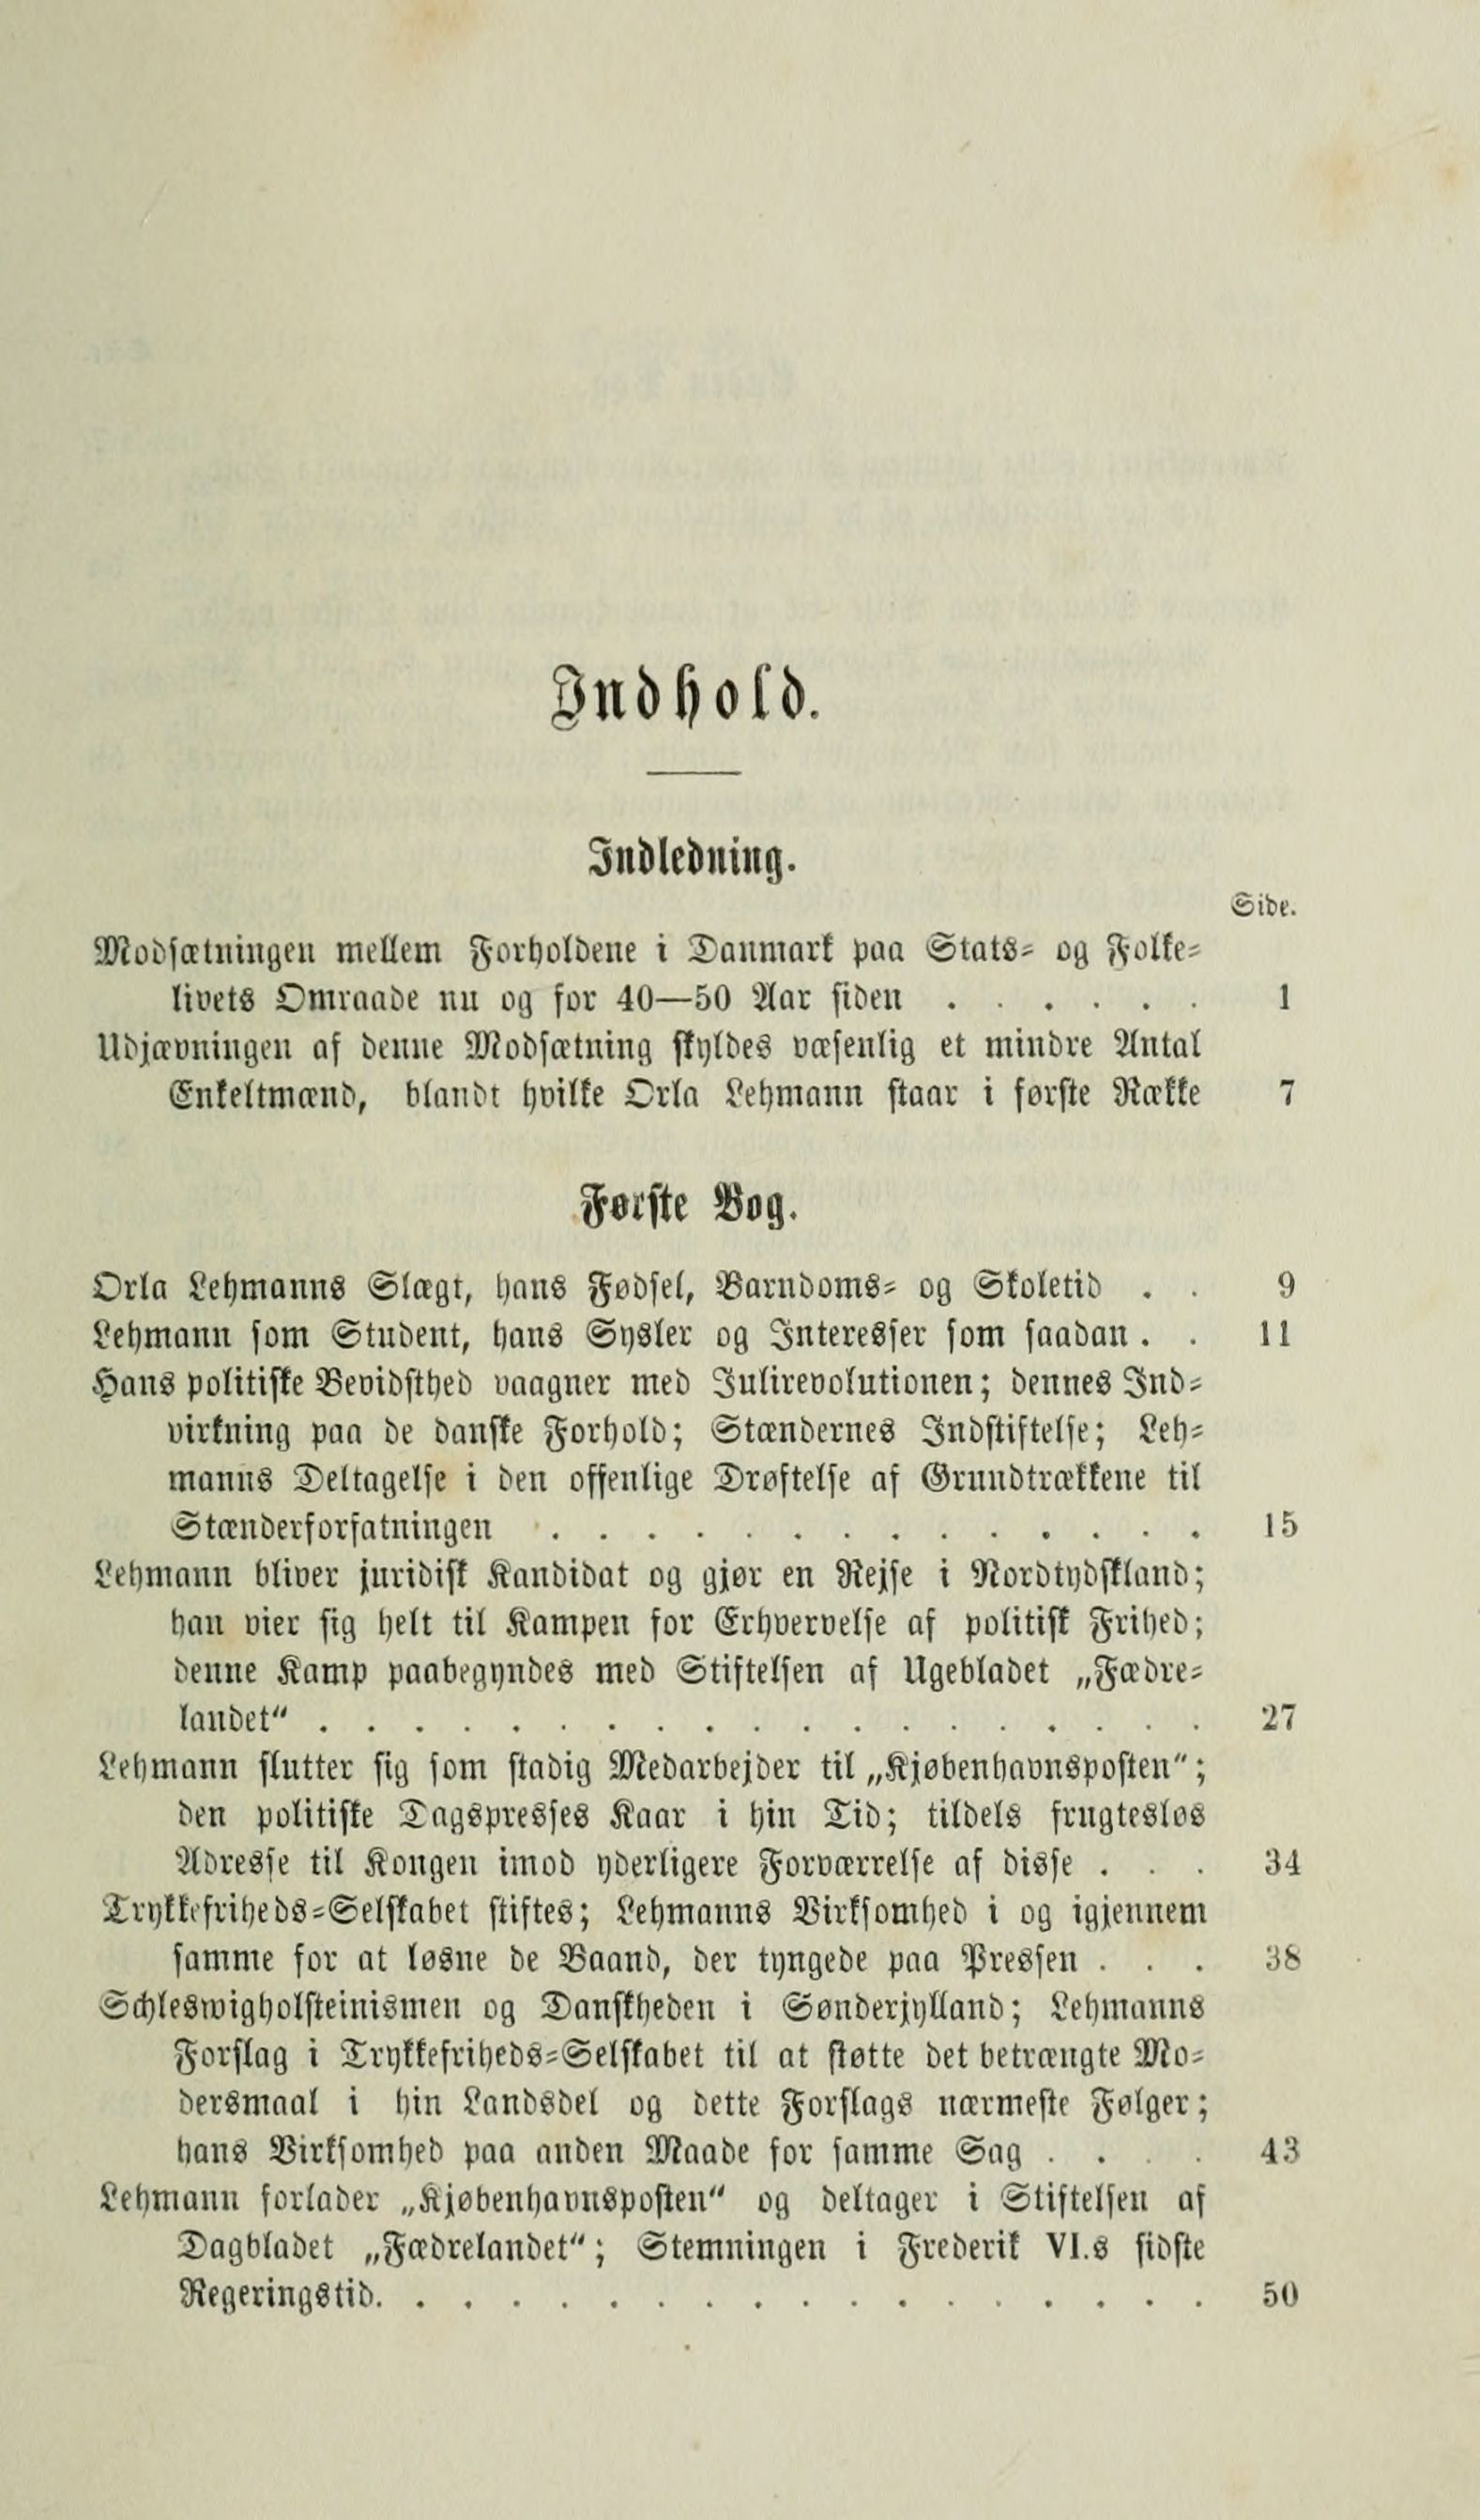 Indhold.
Indledning.
Side.
Modsætningen mellem Forholdene i Danmark paa Stats- og Folke-
livets Omraade nu og for 40—50 Aar siden . . . . . . 1
Udjævningen af denne Modsætning skyldes væsenlig et mindre Antal
Enkeltmænd, blandt hvilke Orla Lehmann staar i første Række 7
Første Bog.
Orla Lehmanns Slægt, hans Fødsel, Barndoms- og Skoletid . . 9
Lehmann som Student, hans Sysler og Interesser som saadan . . 11
Hans politiske Bevidsthed vaagner med Julirevolutionen; dennes Ind-
virkning paa de danske Forhold; Stændernes Indstiftelse; Leh-
manns Deltagelse i den offenlige Drøftelse af Grundtrækkene til
Stænderforfatningen . . . . . . . . . . . . . . 15
Lehmann bliver juridisk Kandidat og gjør en Rejse i Nordtydskland;
han vier sig helt til Kampen for Erhvervelse af politisk Frihed;
denne Kamp paabegyndes med Stiftelsen af Ugebladet „Fædre-
landet“ . . . . . . . . . . . . . . . . . . . 27
Lehmann slutter sig som stadig Medarbejder til „Kjøbenhavnsposten“;
den politiske Dagspresses Kaar i hin Tid; tildels frugtesløs
Adresse til Kongen imod yderligere Forværrelse af disse . . . 34
Trykkefriheds-Selskabet stiftes; Lehmanns Virksomhed i og igjennem
samme for at løsne de Baand, der tyngede paa Pressen . . . 38
Schleswigholsteinismen og Danskheden i Sønderjylland; Lehmanns
Forslag i Trykkefriheds-Selskabet til at støtte det betrængte Mo-
dersmaal i hin Landsdel og dette Forslags nærmeste Følger;
hans Virksomhed paa anden Maade for samme Sag . . . . 43
Lehmann forlader „Kjøbenhavnsposten“ og deltager i Stiftelsen af
Dagbladet „Fædrelandet“; Stemningen i Frederik VI.s sidste
Regeringstid. . . . . . . . . . . . . . . . . . 50